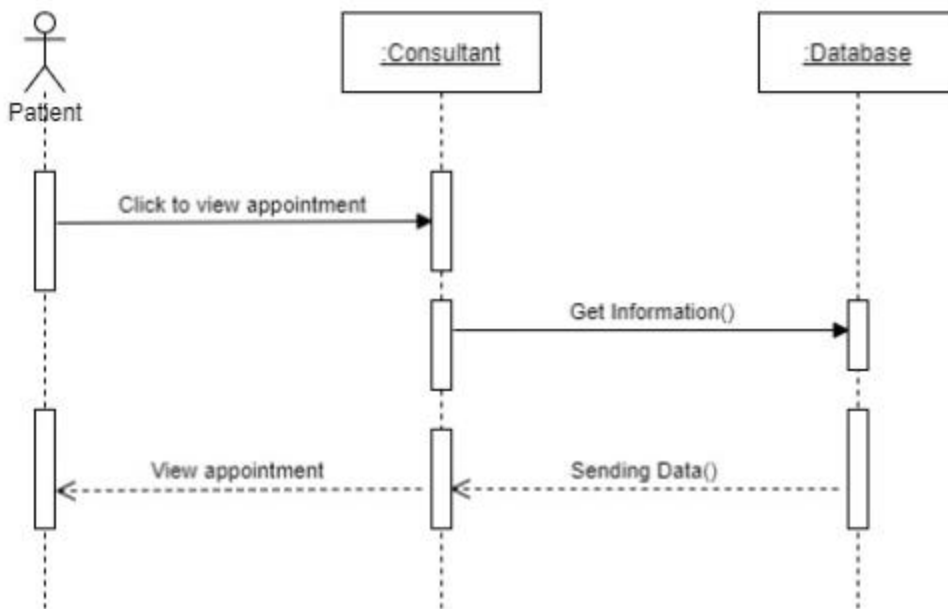 :Consultant
:Database
Patient
Click to view appointment
Get Information()
View appointment
Sending Data()